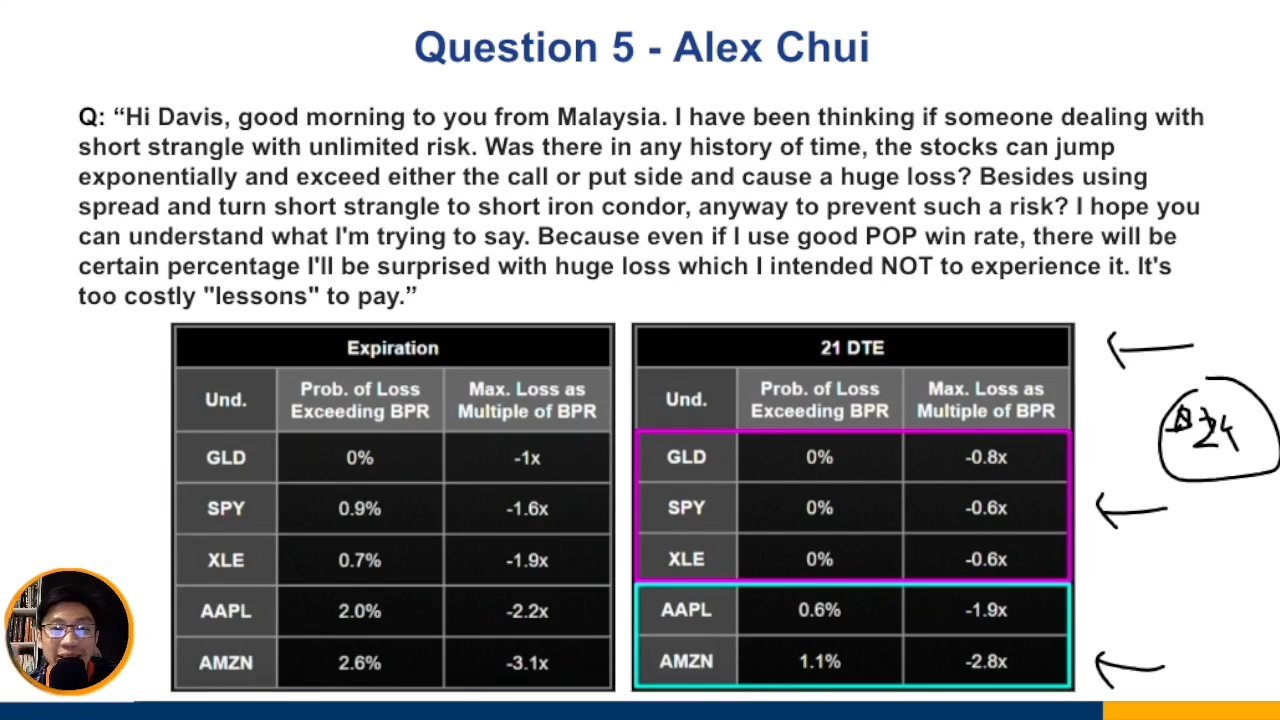 Question 5 - Alex Chui
Q: “Hi Davis, good morning to you from Malaysia. I have been thinking if someone dealing with
short strangle with unlimited risk. Was there in any history of time, the stocks can jump
exponentially and exceed either the call or put side and cause a huge loss? Besides using
spread and turn short strangle to short iron condor, anyway to prevent such a risk? I hope you
can understand what I'm trying to say. Because even if I use good POP win rate, there will be
certain percentage I'll be surprised with huge loss which I intended NOT to experience it. It's
too costly "lessons" to pay.”
Expiration
Und. Prob. of Loss Exceeding BPR Max. Loss as Multiple of BPR
GLD 0% -1x
SPY 0.9% -1.6x
XLE 0.7% -1.9x
AAPL 2.0% -2.2x
AMZN 2.6% -3.1x
21 DTE
Und. Prob. of Loss Exceeding BPR Max. Loss as Multiple of BPR
GLD 0% -0.8x
SPY 0% -0.6x
XLE 0% -0.6x
AAPL 0.6% -1.9x
AMZN 1.1% -2.8x